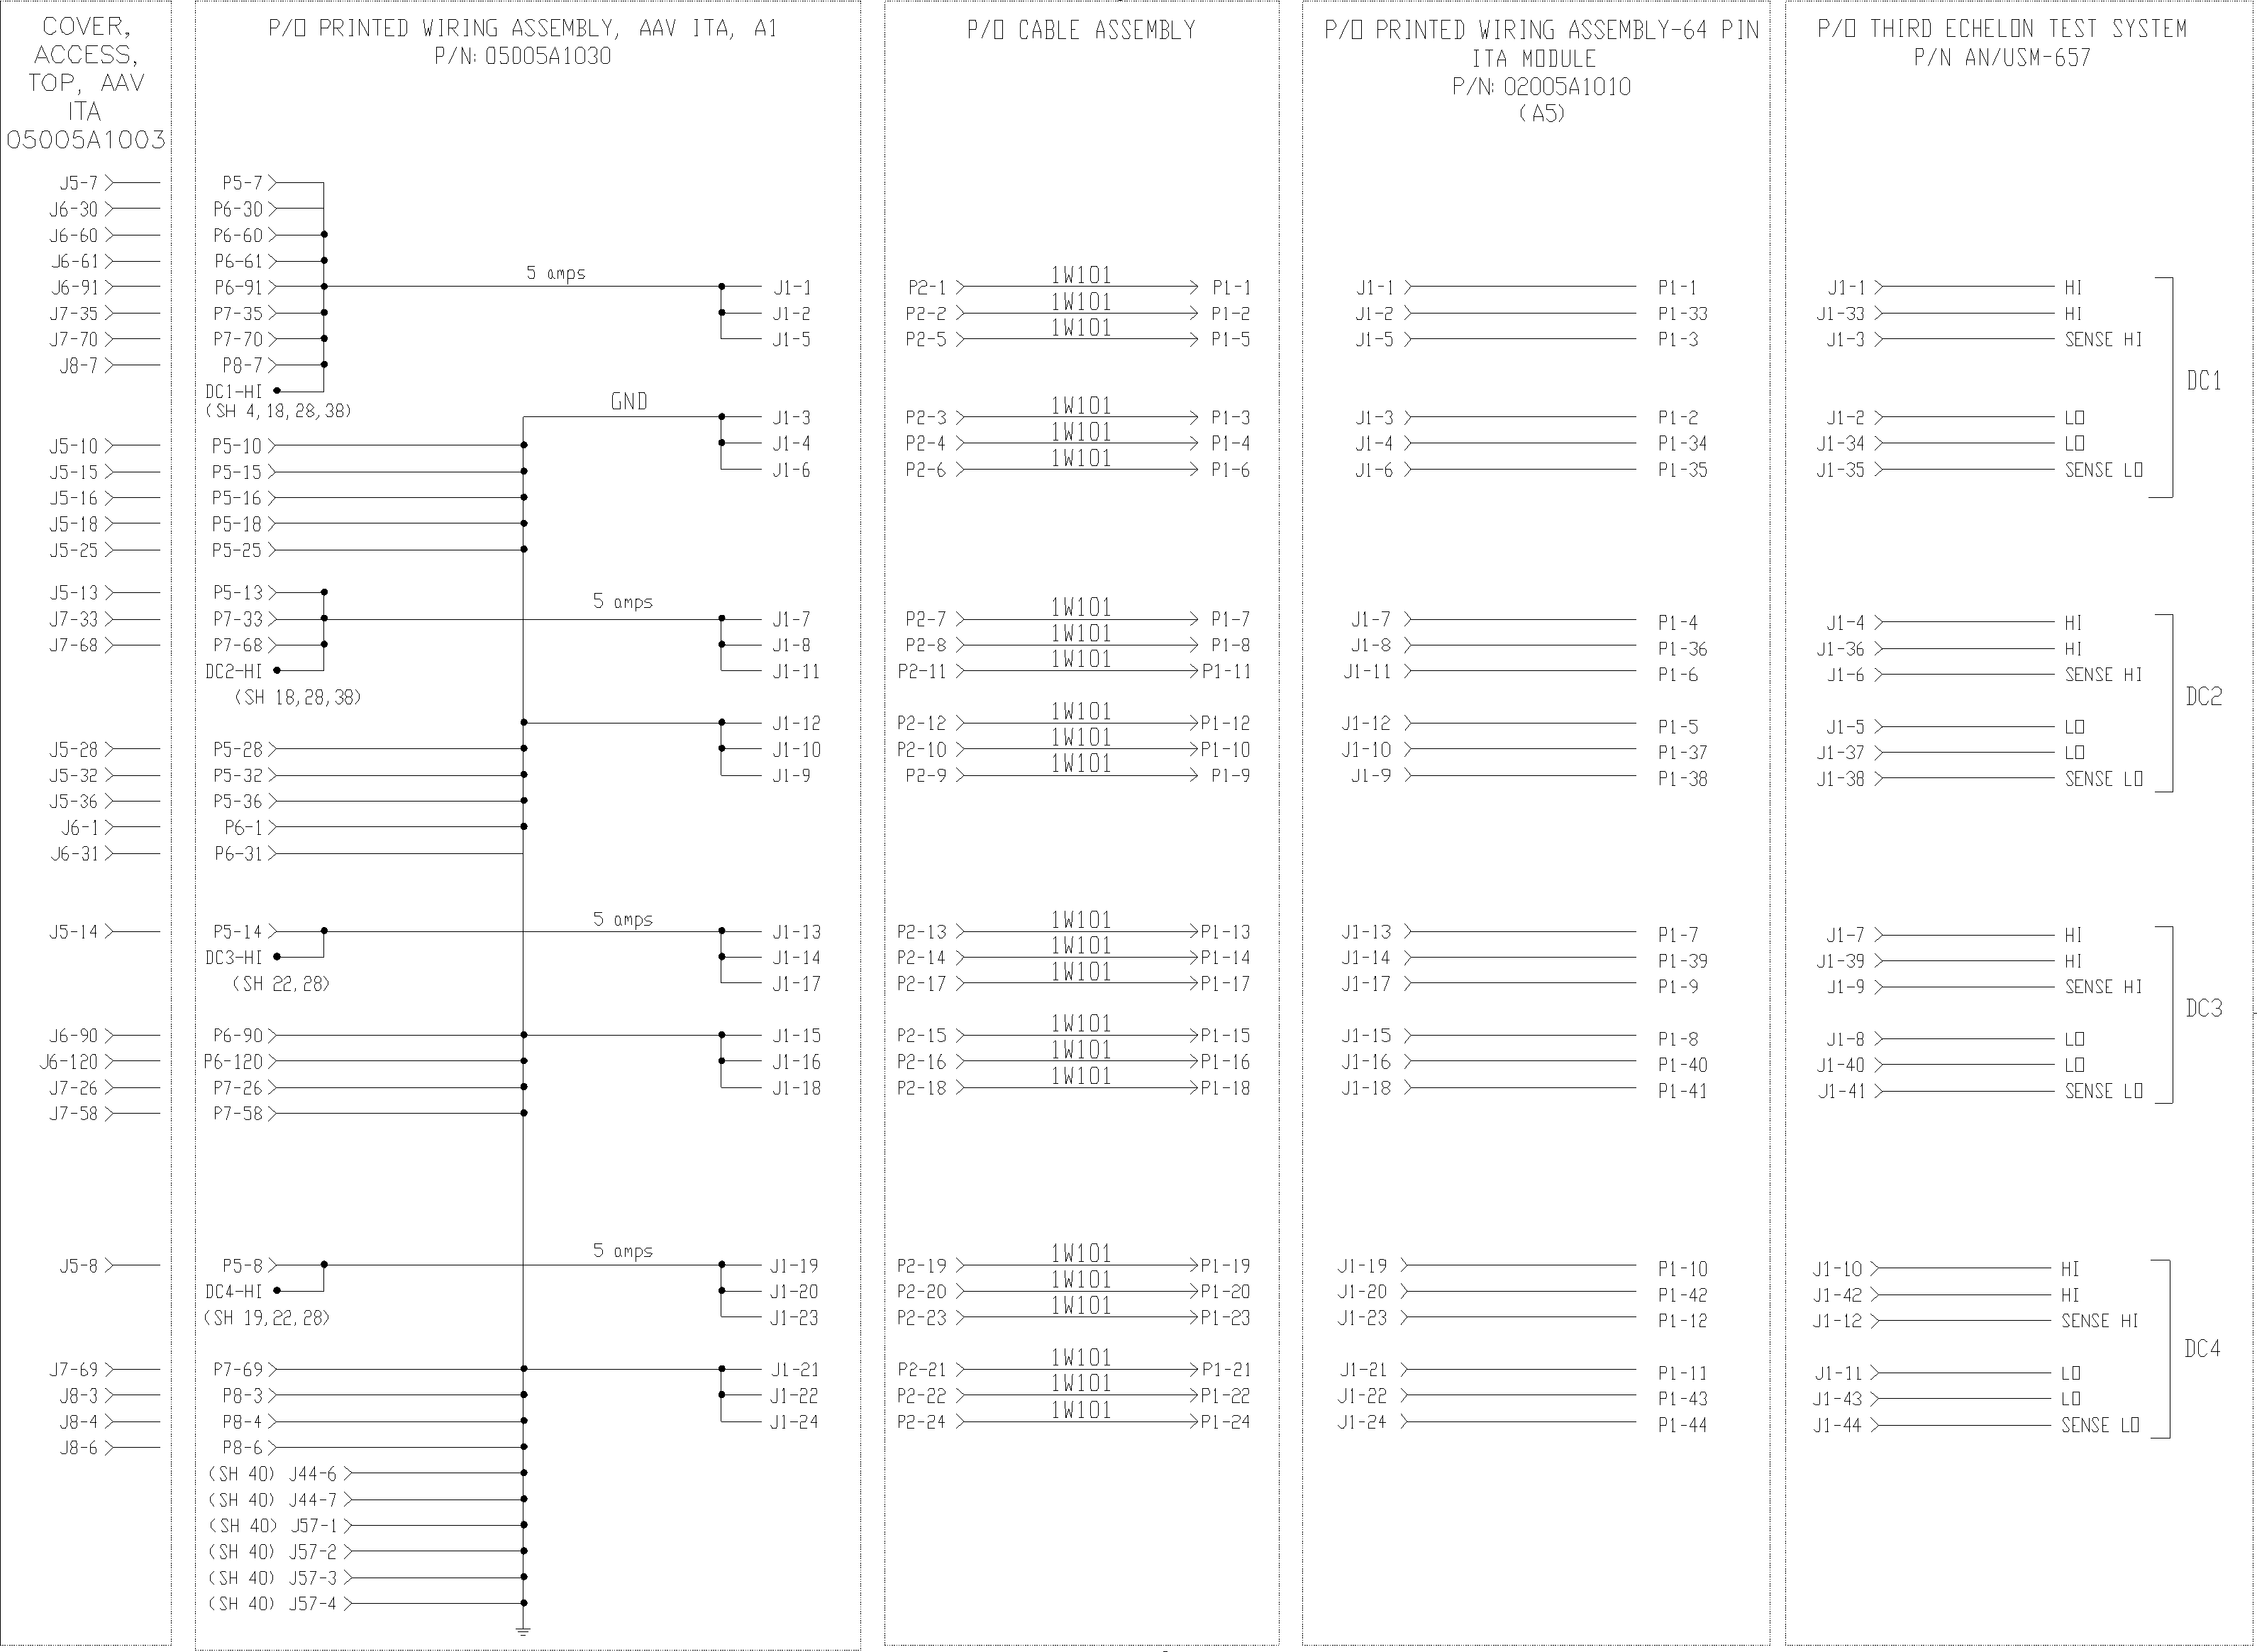 COVER,
ACCESS,
TOP, AAV
ITA
05005A1003
P/O PRINTED WIRING ASSEMBLY, AAV ITA, A1
P/N: 05005A1030
P/O CABLE ASSEMBLY
P/O PRINTED WIRING ASSEMBLY-64 PIN
ITA MODULE
P/N: 02005A1010
(A5)
P/O THIRD ECHELON TEST SYSTEM
P/N AN/USM-657
J5-7 P5-7
J6-30 P6-30
J6-60 P6-60
J6-61 P6-61
5 amps 1W101
J6-91 P6-91 J1-1 P2-1 P1-1 J1-1 P1-1 J1-1 HI
1W101
J7-35 P7-35 J1-2 P2-2 P1-2 J1-2 P1-33 J1-33 HI
1W101
J7-70 P7-70 J1-5 P2-5 P1-5 J1-5 P1-3 J1-3 SENSE HI
J8-7 P8-7
DC1
DC1-HI
(SH 4,18,28,38)
GND 1W101
J1-3 P2-3 P1-3 J1-3 P1-2 J1-2 LO
1W101
J5-10 P5-10 J1-4 P2-4 P1-4 J1-4 P1-34 J1-34 LO
1W101
J5-15 P5-15 J1-6 P2-6 P1-6 J1-6 P1-35 J1-35 SENSE LO
J5-16 P5-16
J5-18 P5-18
J5-25 P5-25
J5-13 P5-13
5 amps 1W101
J7-33 P7-33 J1-7 P2-7 P1-7 J1-7 P1-4 J1-4 HI
1W101
J7-68 P7-68 J1-8 P2-8 P1-8 J1-8 P1-36 J1-36 HI
1W101
DC2-HI J1-11 P2-11 P1-11 J1-11 P1-6 J1-6 SENSE HI
(SH 18,28,38) DC2
1W101
J1-12 P2-12 P1-12 J1-12 P1-5 J1-5 LO
1W101
J5-28 P5-28 J1-10 P2-10 P1-10 J1-10 P1-37 J1-37 LO
1W101
J5-32 P5-32 J1-9 P2-9 P1-9 J1-9 P1-38 J1-38 SENSE LO
J5-36 P5-36
J6-1 P6-1
J6-31 P6-31
5 amps 1W101
J5-14 P5-14 J1-13 P2-13 P1-13 J1-13 P1-7 J1-7 HI
1W101
DC3-HI J1-14 P2-14 P1-14 J1-14 P1-39 J1-39 HI
1W101
(SH 22,28) J1-17 P2-17 P1-17 J1-17 P1-9 J1-9 SENSE HI
DC3
1W101
J6-90 P6-90 J1-15 P2-15 P1-15 J1-15 P1-8 J1-8 LO
1W101
J6-120 P6-120 J1-16 P2-16 P1-16 J1-16 P1-40 J1-40 LO
1W101
J7-26 P7-26 J1-18 P2-18 P1-18 J1-18 P1-41 J1-41 SENSE LO
J7-58 P7-58
5 amps 1W101
J5-8 P5-8 J1-19 P2-19 P1-19 J1-19 P1-10 J1-10 HI
1W101
DC4-HI J1-20 P2-20 P1-20 J1-20 P1-42 J1-42 HI
1W101
(SH 19,22,28) J1-23 P2-23 P1-23 J1-23 P1-12 J1-12 SENSE HI
DC4
1W101
J7-69 P7-69 J1-21 P2-21 P1-21 J1-21 P1-11 J1-11 LO
1W101
J8-3 P8-3 J1-22 P2-22 P1-22 J1-22 P1-43 J1-43 LO
1W101
J8-4 P8-4 J1-24 P2-24 P1-24 J1-24 P1-44 J1-44 SENSE LO
J8-6 P8-6
(SH 40) J44-6
(SH 40) J44-7
(SH 40) J57-1
(SH 40) J57-2
(SH 40) J57-3
(SH 40) J57-4